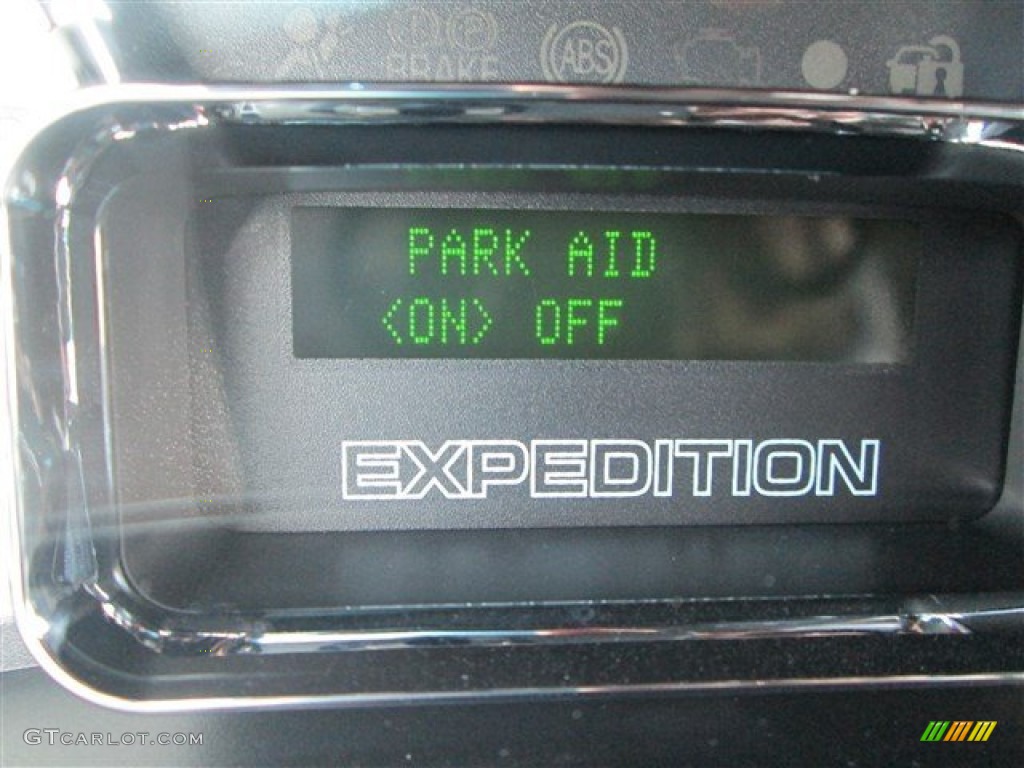 BRAKE
ABS
PARK AID
<ON> OFF
EXPEDITION
GTCARLOT.COM